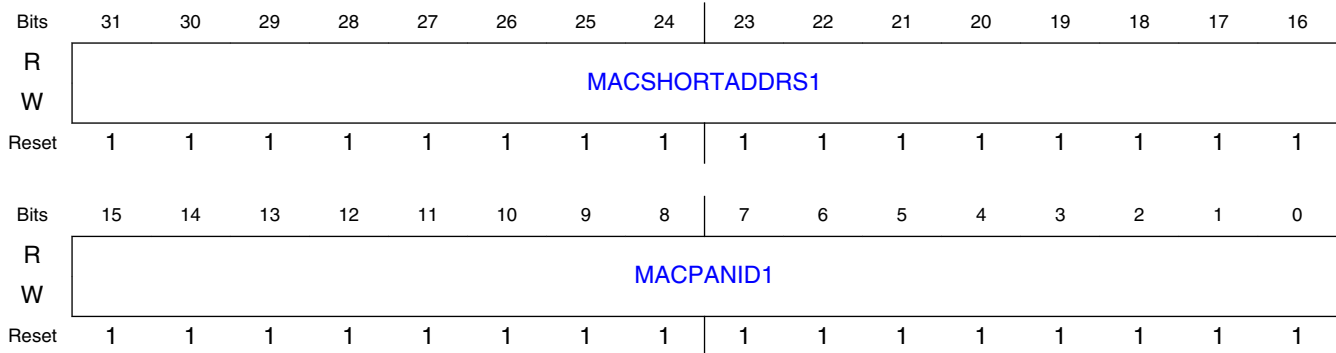 Bits 31 30 29 28 27 26 25 24 23 22 21 20 19 18 17 16
R
MACSHORTADDRS1
W
Reset 1 1 1 1 1 1 1 1 1 1 1 1 1 1 1 1
Bits 15 14 13 12 11 10 9 8 7 6 5 4 3 2 1 0
R
MACPANID1
W
Reset 1 1 1 1 1 1 1 1 1 1 1 1 1 1 1 1